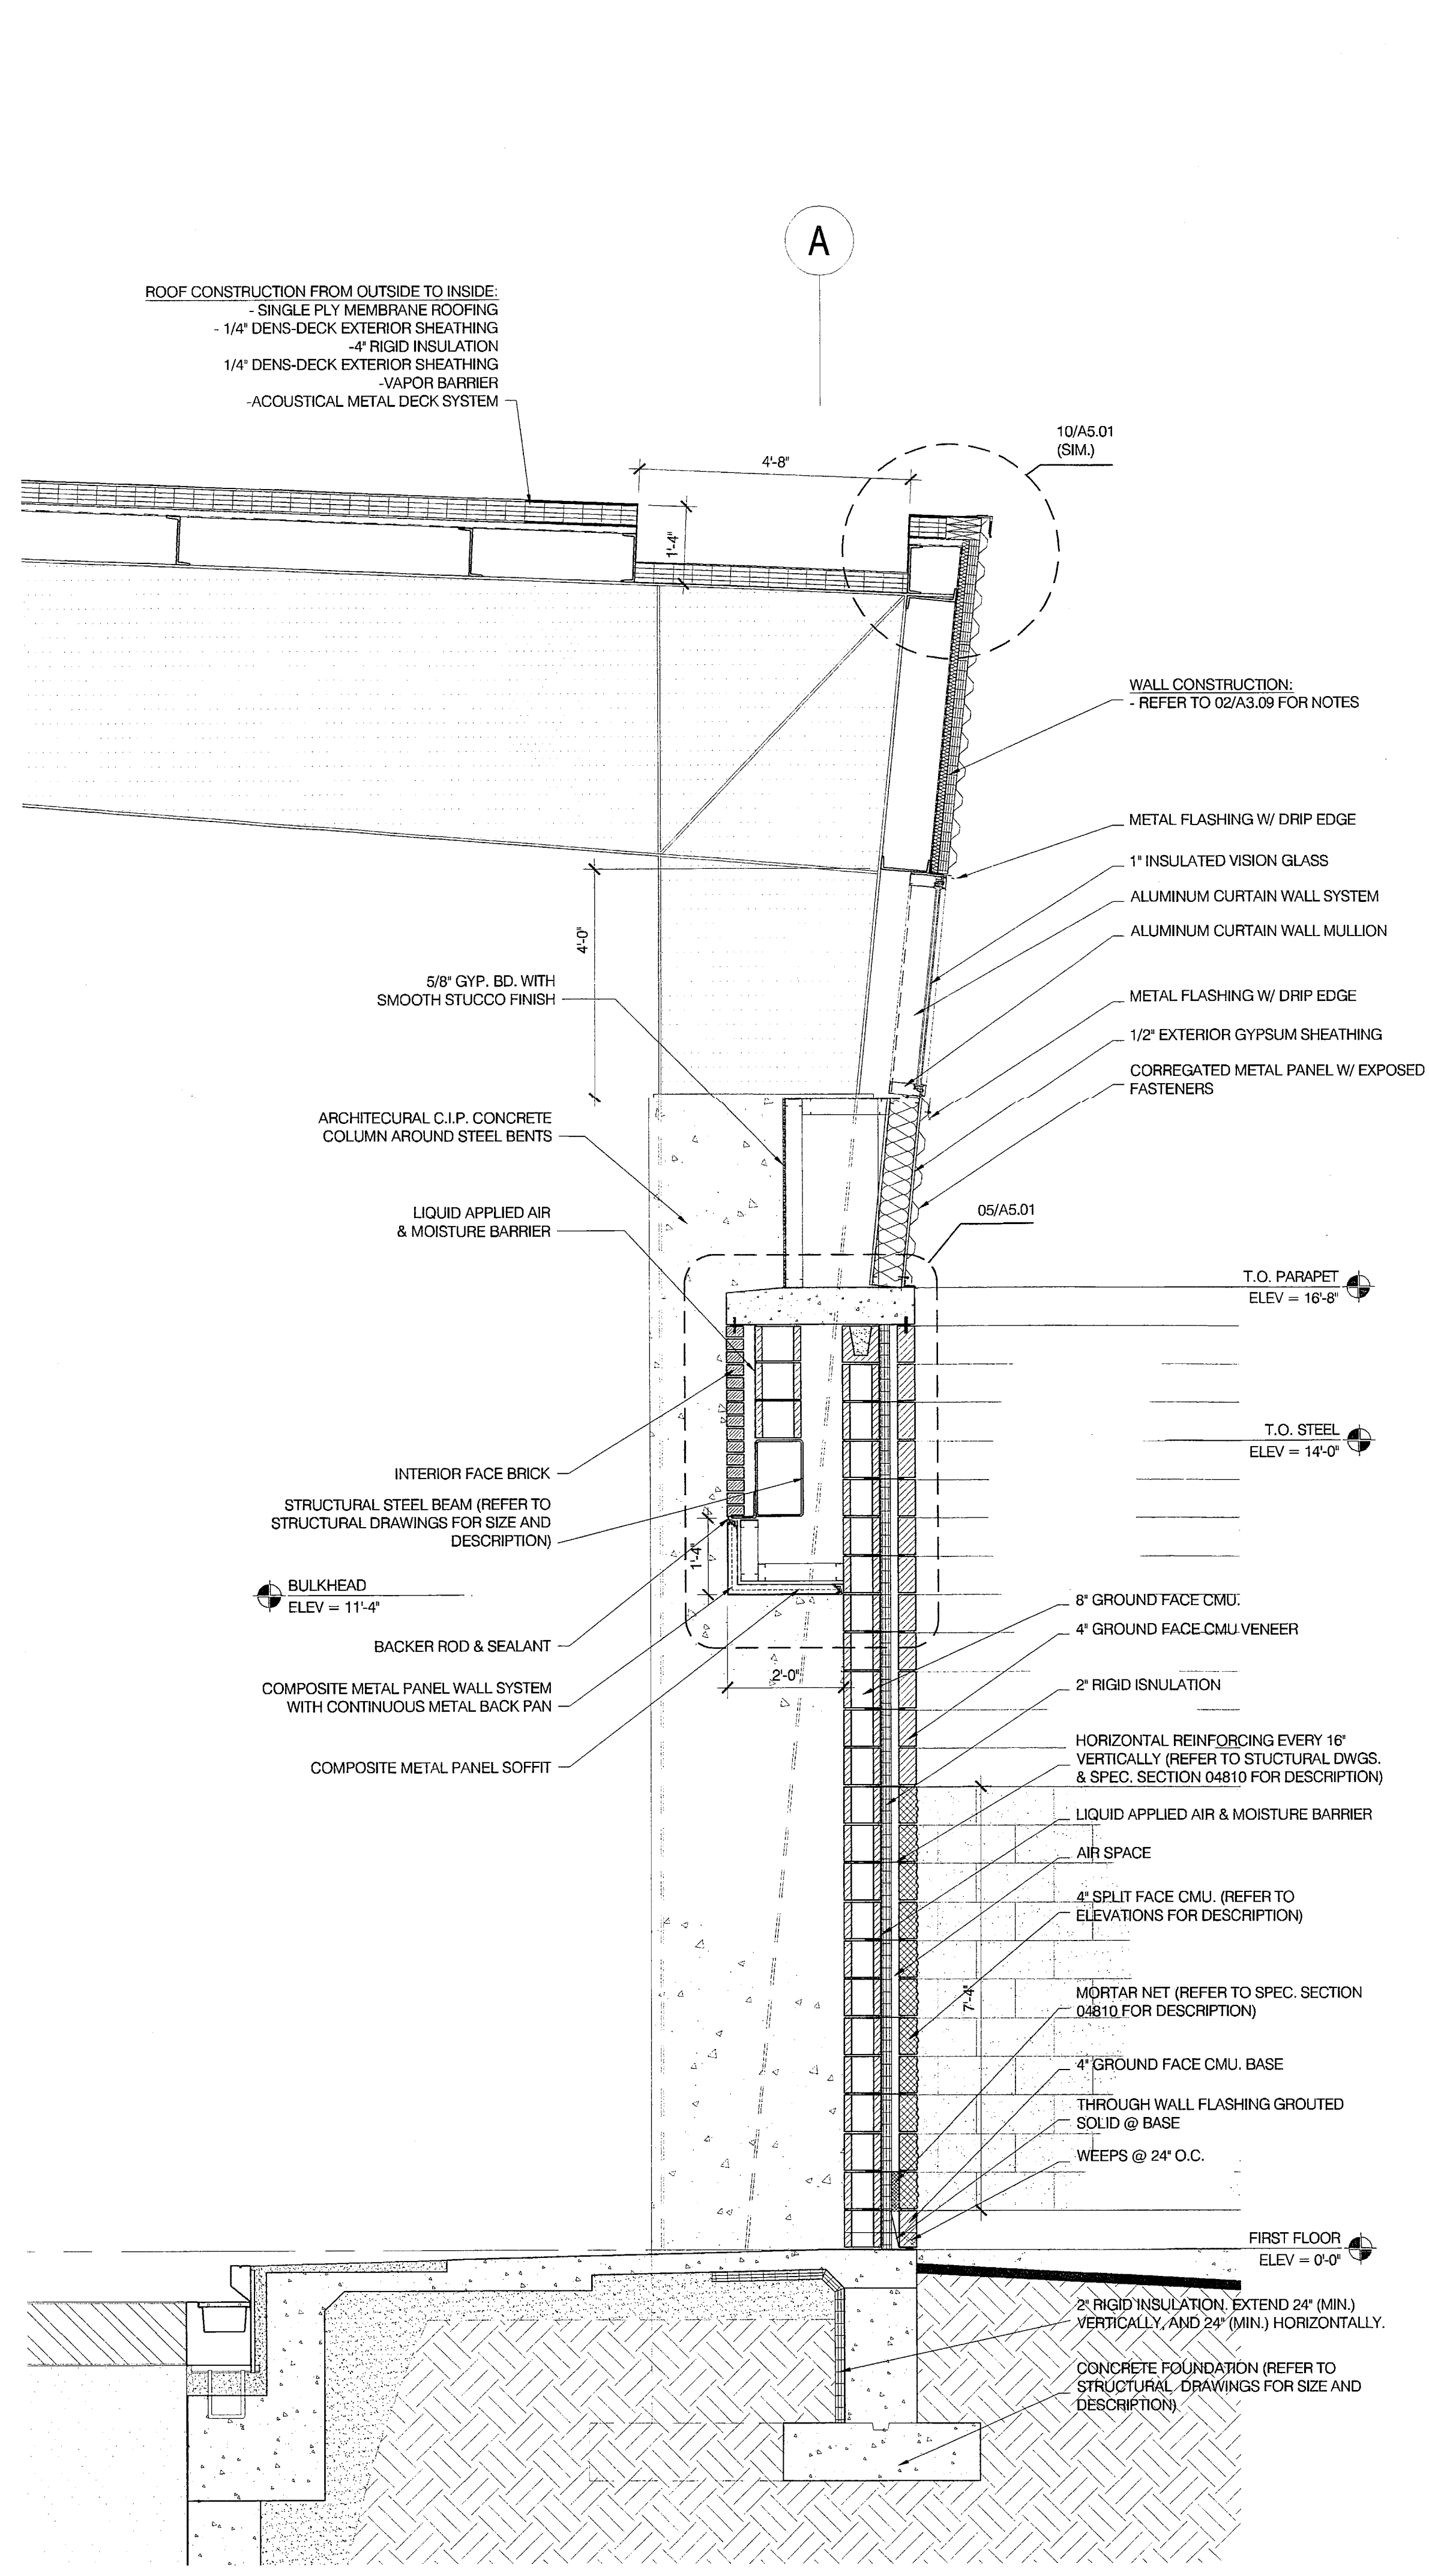 A
ROOF CONSTRUCTION FROM OUTSIDE TO INSIDE:
- SINGLE PLY MEMBRANE ROOFING
- 1/4" DENS-DECK EXTERIOR SHEATHING
-4" RIGID INSULATION
1/4" DENS-DECK EXTERIOR SHEATHING
-VAPOR BARRIER
-ACOUSTICAL METAL DECK SYSTEM
10/A5.01
(SIM.)
4'-8"
1'-4"
WALL CONSTRUCTION:
- REFER TO 02/A3.09 FOR NOTES
METAL FLASHING W/ DRIP EDGE
1" INSULATED VISION GLASS
ALUMINUM CURTAIN WALL SYSTEM
ALUMINUM CURTAIN WALL MULLION
4'-0"
5/8" GYP. BD. WITH
SMOOTH STUCCO FINISH
METAL FLASHING W/ DRIP EDGE
1/2" EXTERIOR GYPSUM SHEATHING
CORREGATED METAL PANEL W/ EXPOSED
FASTENERS
ARCHITECURAL C.I.P. CONCRETE
COLUMN AROUND STEEL BENTS
LIQUID APPLIED AIR
& MOISTURE BARRIER
05/A5.01
T.O. PARAPET
ELEV = 16'-8"
T.O. STEEL
ELEV = 14'-0"
INTERIOR FACE BRICK
STRUCTURAL STEEL BEAM (REFER TO
STRUCTURAL DRAWINGS FOR SIZE AND
DESCRIPTION)
1'-4"
BULKHEAD
ELEV = 11'-4"
BACKER ROD & SEALANT
COMPOSITE METAL PANEL WALL SYSTEM
WITH CONTINUOUS METAL BACK PAN
COMPOSITE METAL PANEL SOFFIT
2'-0"
8" GROUND FACE CMU.
4" GROUND FACE CMU VENEER
2" RIGID ISNULATION
HORIZONTAL REINFORCING EVERY 16"
VERTICALLY (REFER TO STUCTURAL DWGS.
& SPEC. SECTION 04810 FOR DESCRIPTION)
LIQUID APPLIED AIR & MOISTURE BARRIER
AIR SPACE
4" SPLIT FACE CMU. (REFER TO
ELEVATIONS FOR DESCRIPTION)
7'-4"
MORTAR NET (REFER TO SPEC. SECTION
04810 FOR DESCRIPTION)
4" GROUND FACE CMU. BASE
THROUGH WALL FLASHING GROUTED
SOLID @ BASE
WEEPS @ 24" O.C.
FIRST FLOOR
ELEV = 0'-0"
2" RIGID INSULATION. EXTEND 24" (MIN.)
VERTICALLY, AND 24" (MIN.) HORIZONTALLY.
CONCRETE FOUNDATION (REFER TO
STRUCTURAL DRAWINGS FOR SIZE AND
DESCRIPTION)